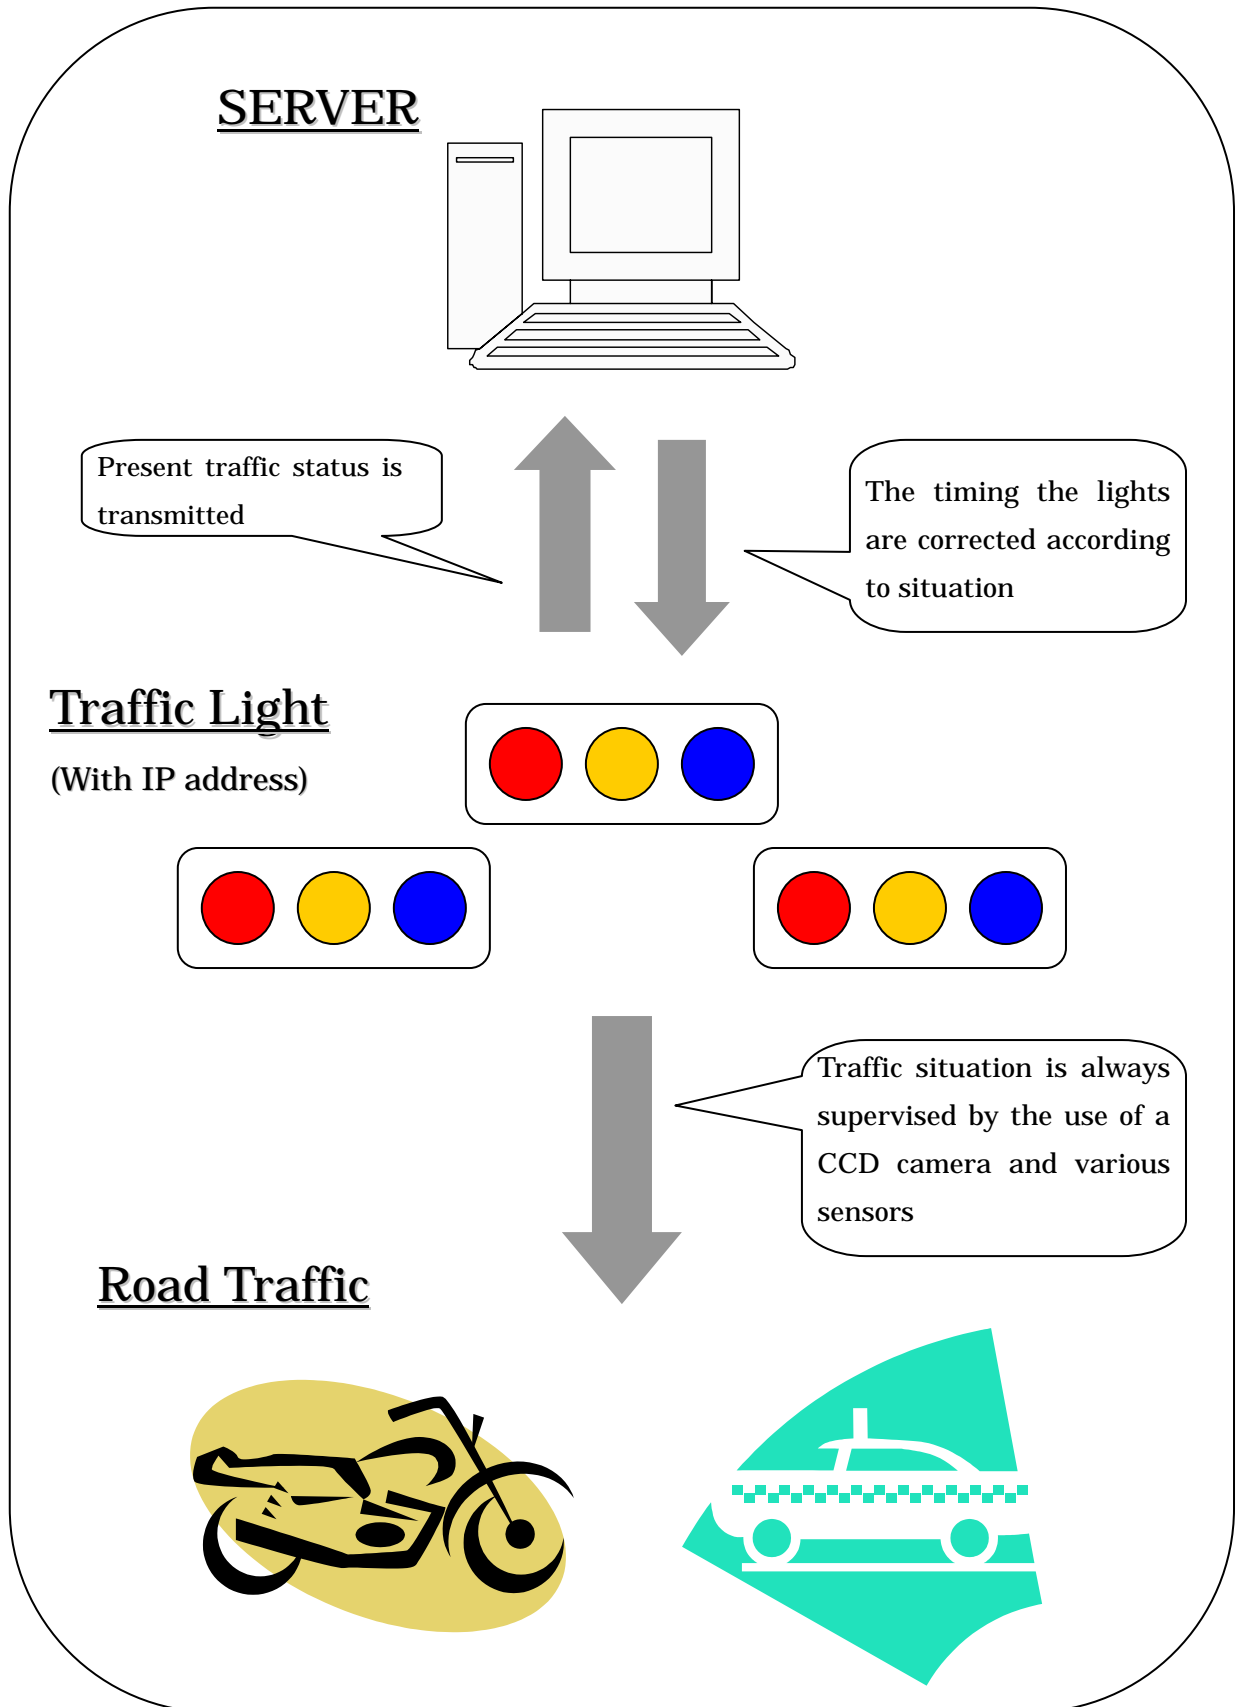 SERVER
Present traffic status is
transmitted
The timing the lights
are corrected according
to situation
Traffic Light
(With IP address)
Traffic situation is always
supervised by the use of a
CCD camera and various
sensors
Road Traffic